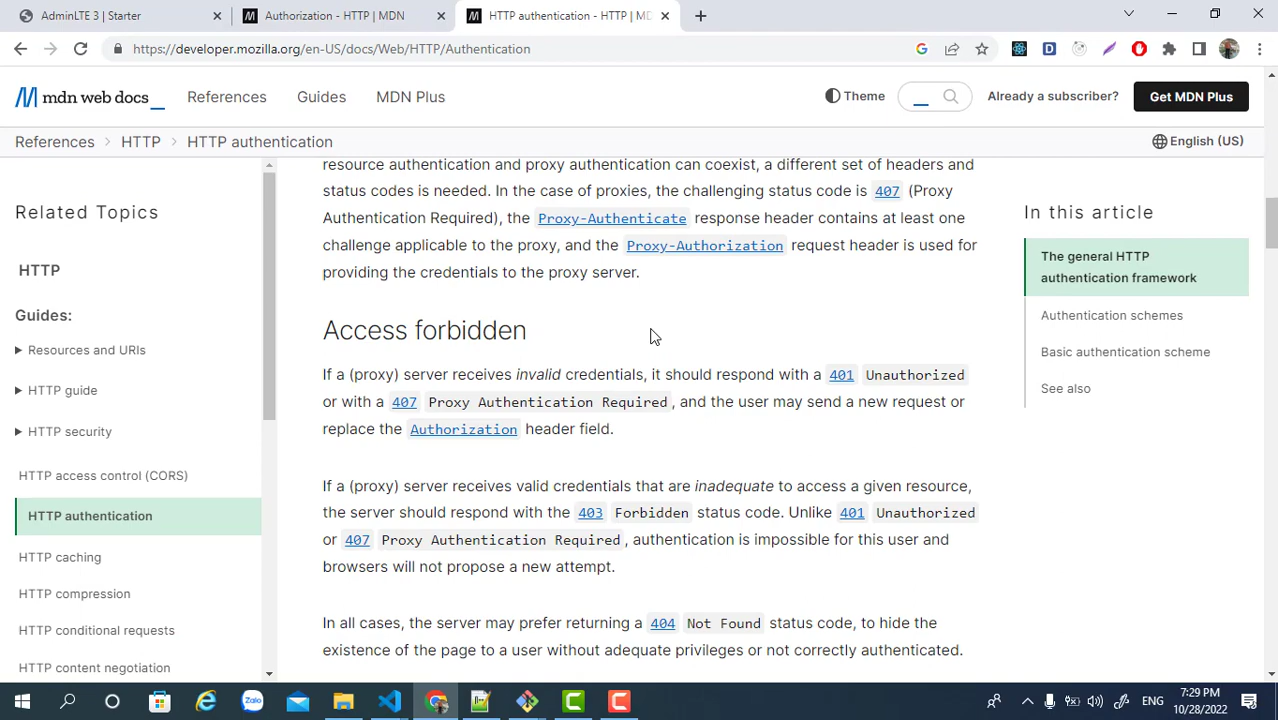 AdminLTE 3 | Starter
Authorization - HTTP | MDN
HTTP authentication - HTTP | MD
https://developer.mozilla.org/en-US/docs/Web/HTTP/Authentication
mdn web docs
References
Guides
MDN Plus
Theme
Already a subscriber?
Get MDN Plus
References > HTTP > HTTP authentication
English (US)
Related Topics
HTTP
Guides:
Resources and URIs
HTTP guide
HTTP security
HTTP access control (CORS)
HTTP authentication
HTTP caching
HTTP compression
HTTP conditional requests
HTTP content negotiation
resource authentication and proxy authentication can coexist, a different set of headers and
status codes is needed. In the case of proxies, the challenging status code is 407 (Proxy
Authentication Required), the Proxy-Authenticate response header contains at least one
challenge applicable to the proxy, and the Proxy-Authorization request header is used for
providing the credentials to the proxy server.
Access forbidden
If a (proxy) server receives invalid credentials, it should respond with a 401 Unauthorized
or with a 407 Proxy Authentication Required, and the user may send a new request or
replace the Authorization header field.
If a (proxy) server receives valid credentials that are inadequate to access a given resource,
the server should respond with the 403 Forbidden status code. Unlike 401 Unauthorized
or 407 Proxy Authentication Required, authentication is impossible for this user and
browsers will not propose a new attempt.
In all cases, the server may prefer returning a 404 Not Found status code, to hide the
existence of the page to a user without adequate privileges or not correctly authenticated.
In this article
The general HTTP
authentication framework
Authentication schemes
Basic authentication scheme
See also
Zalo
ENG
7:29 PM
10/28/2022